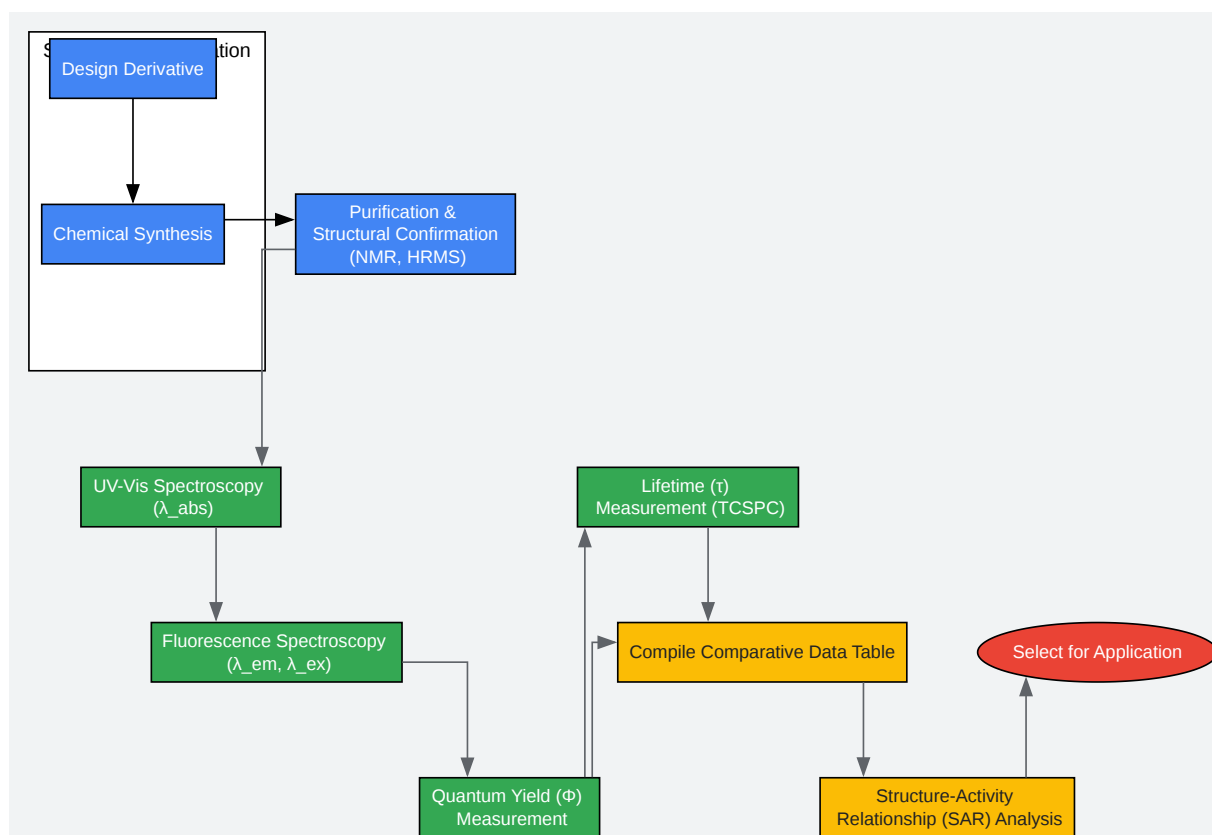 Design Derivative
Chemical Synthesis
Purification &
Structural Confirmation
(NMR, HRMS)
UV-Vis Spectroscopy
(λ_abs)
Lifetime (τ)
Measurement (TCSPC)
Fluorescence Spectroscopy
(λ_em, λ_ex)
Compile Comparative Data Table
Select for Application
Quantum Yield (Φ)
Measurement
Structure-Activity
Relationship (SAR) Analysis